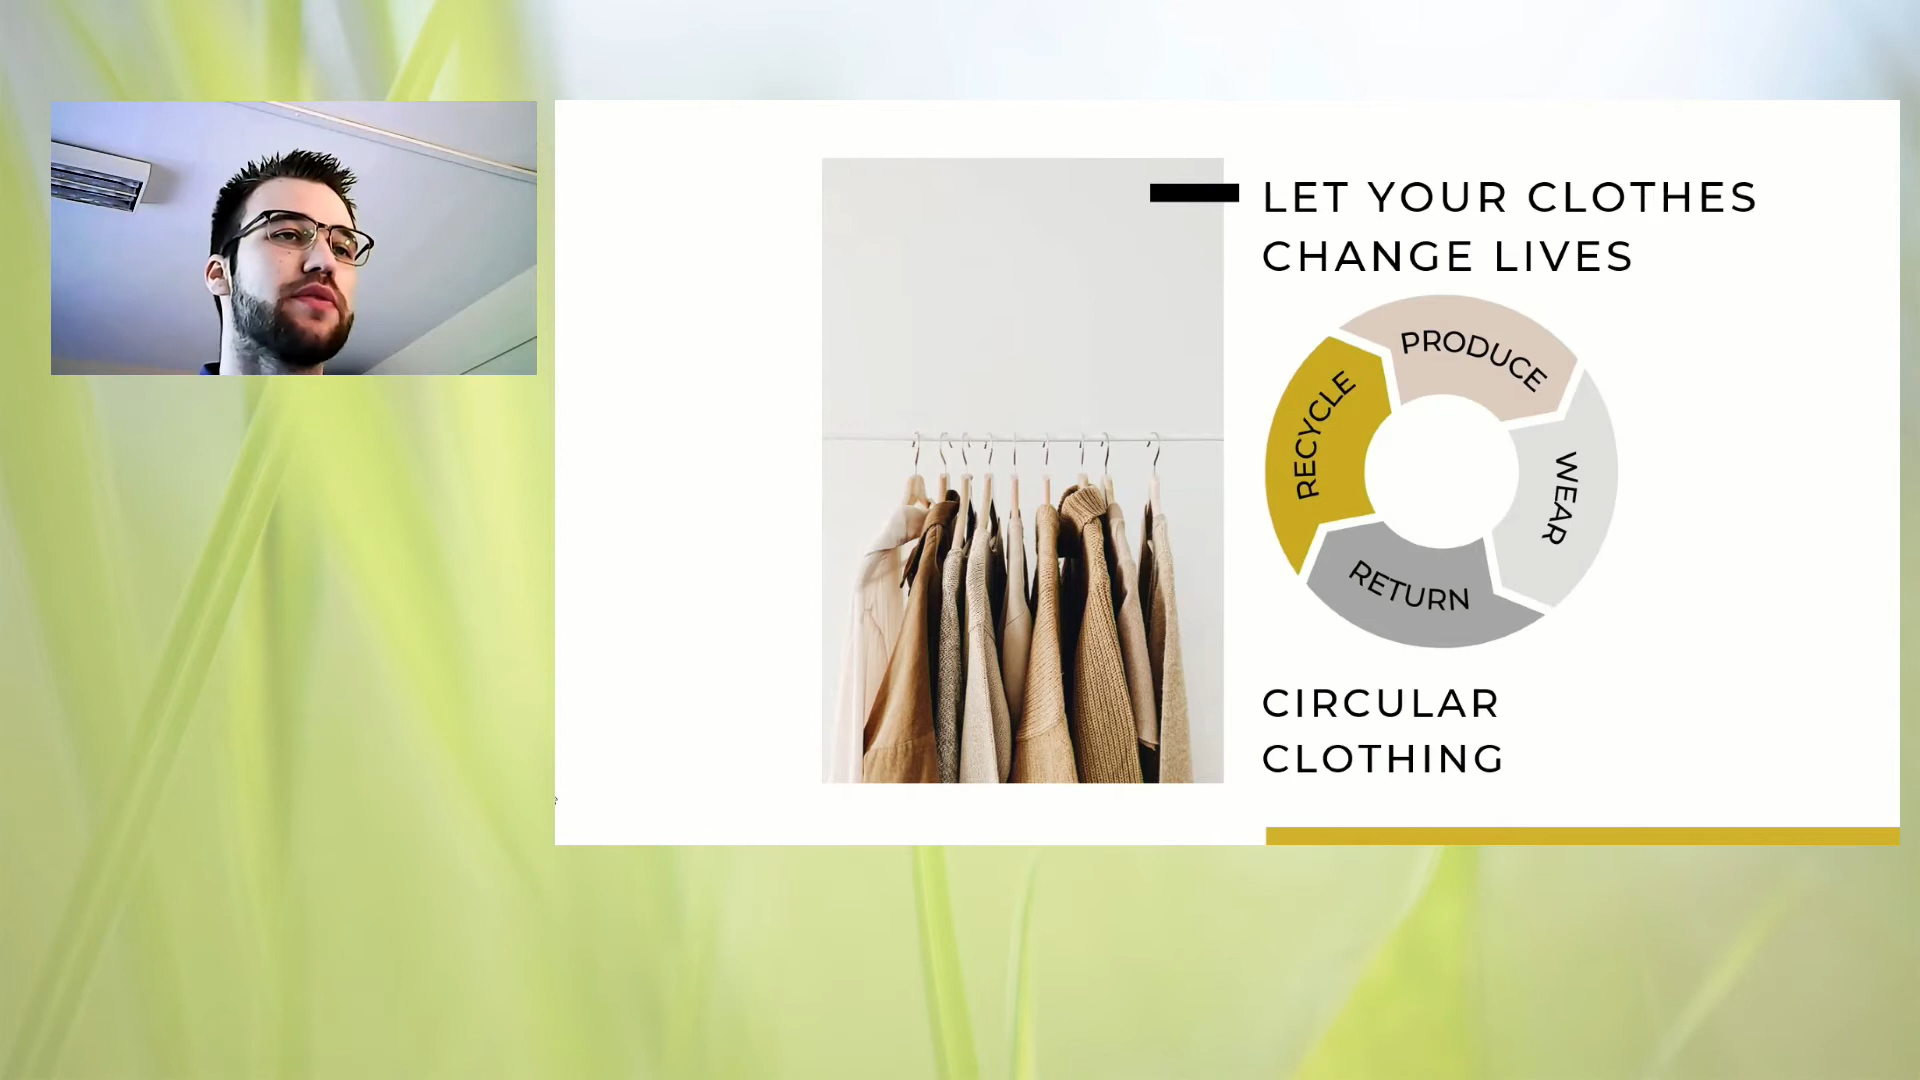 LET YOUR CLOTHES
CHANGE LIVES
PRODUCE
WEAR
RETURN
RECYCLE
CIRCULAR
CLOTHING